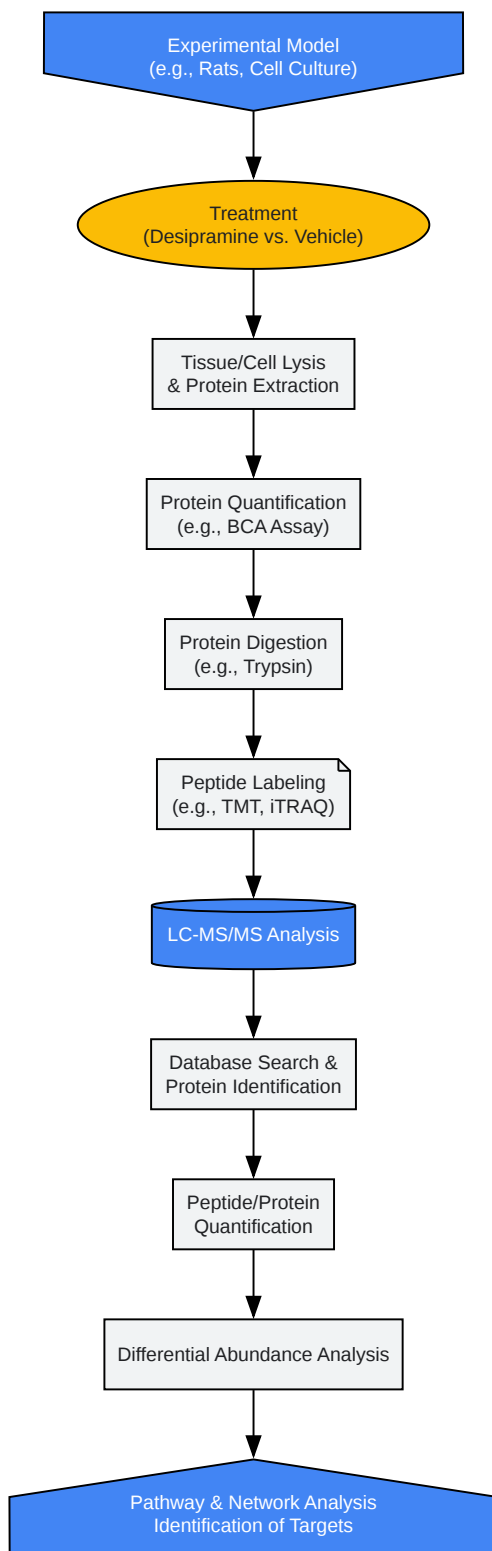 Experimental Model
(e.g., Rats, Cell Culture)
Treatment
(Desipramine vs. Vehicle)
Tissue/Cell Lysis
& Protein Extraction
Protein Quantification
(e.g., BCA Assay)
Protein Digestion
(e.g., Trypsin)
Peptide Labeling
(e.g., TMT, iTRAQ)
LC-MS/MS Analysis
Database Search &
Protein Identification
Peptide/Protein
Quantification
Differential Abundance Analysis
Pathway & Network Analysis
Identification of Targets